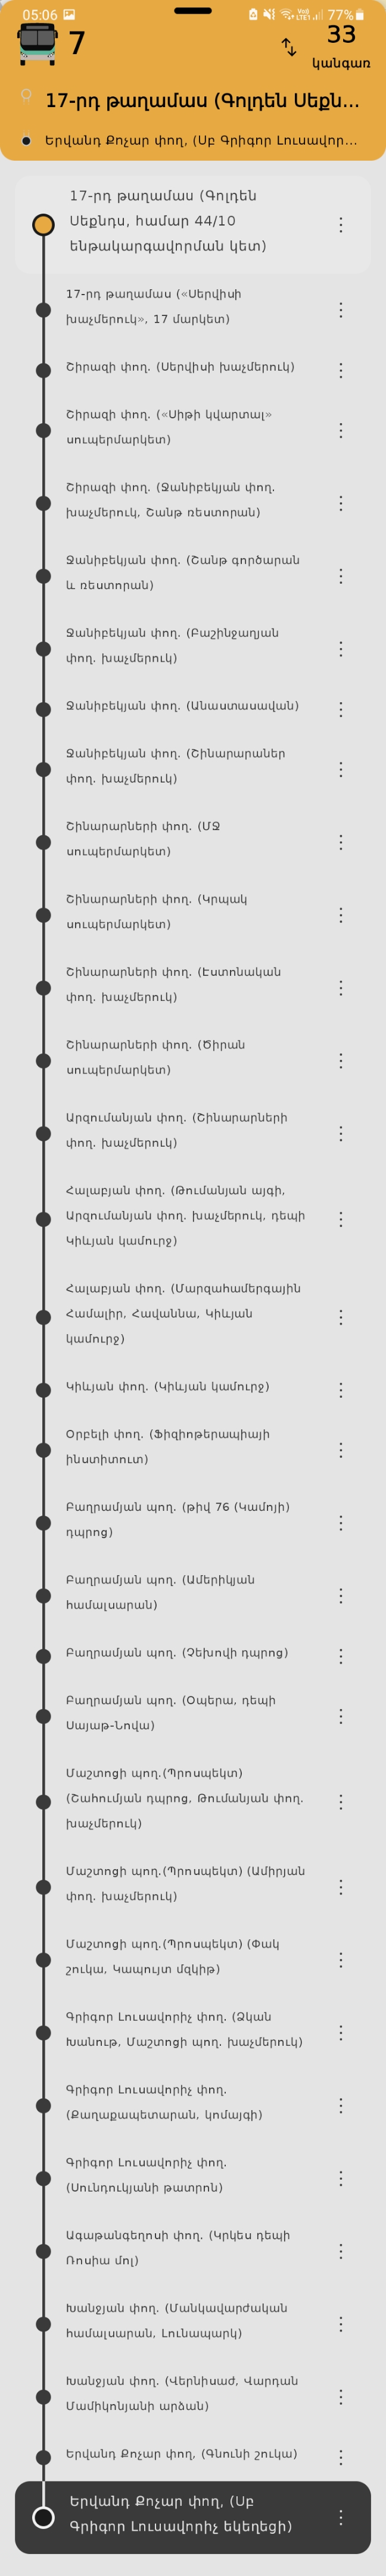 05:06
77%
7
33
կանգառ
17-րդ թաղամաս (Գոլդեն Սեքն...
Երվանդ Քոչար փող, (Սբ Գրիգոր Լուսավոր...
17-րդ թաղամաս (Գոլդեն
Սեքնդս, համար 44/10
ենթակարգավորման կետ)
17-րդ թաղամաս («Սերվիսի
խաչմերուկ», 17 մարկետ)
Շիրազի փող. (Սերվիսի խաչմերուկ)
Շիրազի փող. («Սիթի կվարտալ»
սուպերմարկետ)
Շիրազի փող. (Ջանիբեկյան փող.
խաչմերուկ, Շանթ ռեստորան)
Ջանիբեկյան փող. (Շանթ գործարան
և ռեստորան)
Ջանիբեկյան փող. (Բաշինջաղյան
փող. խաչմերուկ)
Ջանիբեկյան փող. (Անաստասավան)
Ջանիբեկյան փող. (Շինարարաներ
փող. խաչմերուկ)
Շինարարների փող. (ՄՋ
սուպերմարկետ)
Շինարարների փող. (Կրպակ
սուպերմարկետ)
Շինարարների փող. (Էստոնական
փող. խաչմերուկ)
Շինարարների փող. (Ծիրան
սուպերմարկետ)
Արզումանյան փող. (Շինարարների
փող. խաչմերուկ)
Հալաբյան փող. (Թումանյան այգի,
Արզումանյան փող. խաչմերուկ, դեպի
Կիևյան կամուրջ)
Հալաբյան փող. (Մարզահամերգային
Համալիր, Հավաննա, Կիևյան
կամուրջ)
Կիևյան փող. (Կիևյան կամուրջ)
Օրբելի փող. (Ֆիզիոթերապիայի
ինստիտուտ)
Բաղրամյան պող. (թիվ 76 (Կամոյի)
դպրոց)
Բաղրամյան պող. (Ամերիկյան
համալսարան)
Բաղրամյան պող. (Չեխովի դպրոց)
Բաղրամյան պող. (Օպերա, դեպի
Սայաթ-Նովա)
Մաշտոցի պող.(Պրոսպեկտ)
(Շահումյան դպրոց, Թումանյան փող.
խաչմերուկ)
Մաշտոցի պող.(Պրոսպեկտ) (Ամիրյան
փող. խաչմերուկ)
Մաշտոցի պող.(Պրոսպեկտ) (Փակ
շուկա, Կապույտ մզկիթ)
Գրիգոր Լուսավորիչ փող. (Ձկան
Խանութ, Մաշտոցի պող. խաչմերուկ)
Գրիգոր Լուսավորիչ փող.
(Քաղաքապետարան, կոմայգի)
Գրիգոր Լուսավորիչ փող.
(Սունդուկյանի թատրոն)
Ագաթանգեղոսի փող. (Կրկես դեպի
Ռոսիա մոլ)
Խանջյան փող. (Մանկավարժական
համալսարան, Լունապարկ)
Խանջյան փող. (Վերնիսաժ, Վարդան
Մամիկոնյանի արձան)
Երվանդ Քոչար փող, (Գնունի շուկա)
Երվանդ Քոչար փող, (Սբ
Գրիգոր Լուսավորիչ եկեղեցի)